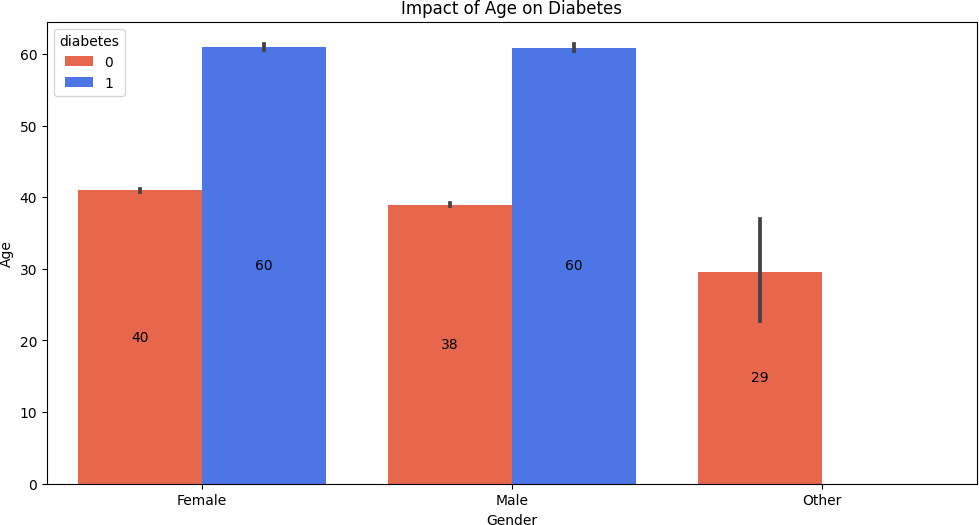 Impact of Age on Diabetes
diabetes
0
1
60
50
40
30
20
10
0
Age
40
60
38
60
29
Female
Male
Other
Gender